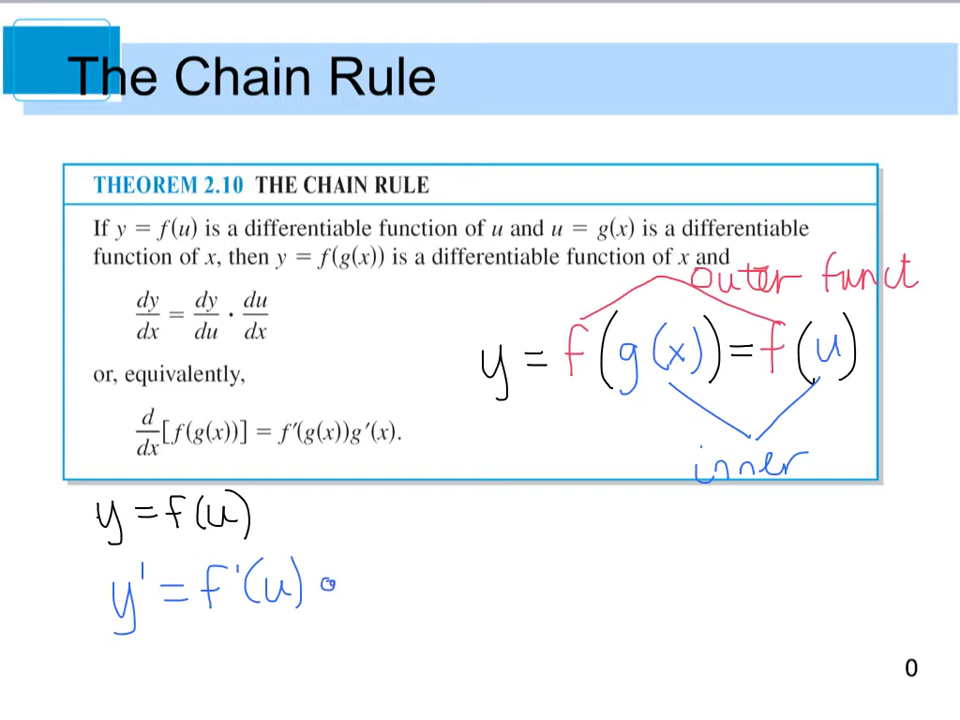 The Chain Rule
THEOREM 2.10 THE CHAIN RULE
If y = f(u) is a differentiable function of u and u = g(x) is a differentiable
function of x, then y = f(g(x)) is a differentiable function of x and
outer funct
dy/dx = dy/du · du/dx
y = f(g(x)) = f(u)
or, equivalently,
d/dx[f(g(x))] = f′(g(x))g′(x).
inner
y = f(u)
y' = f'(u) •
0